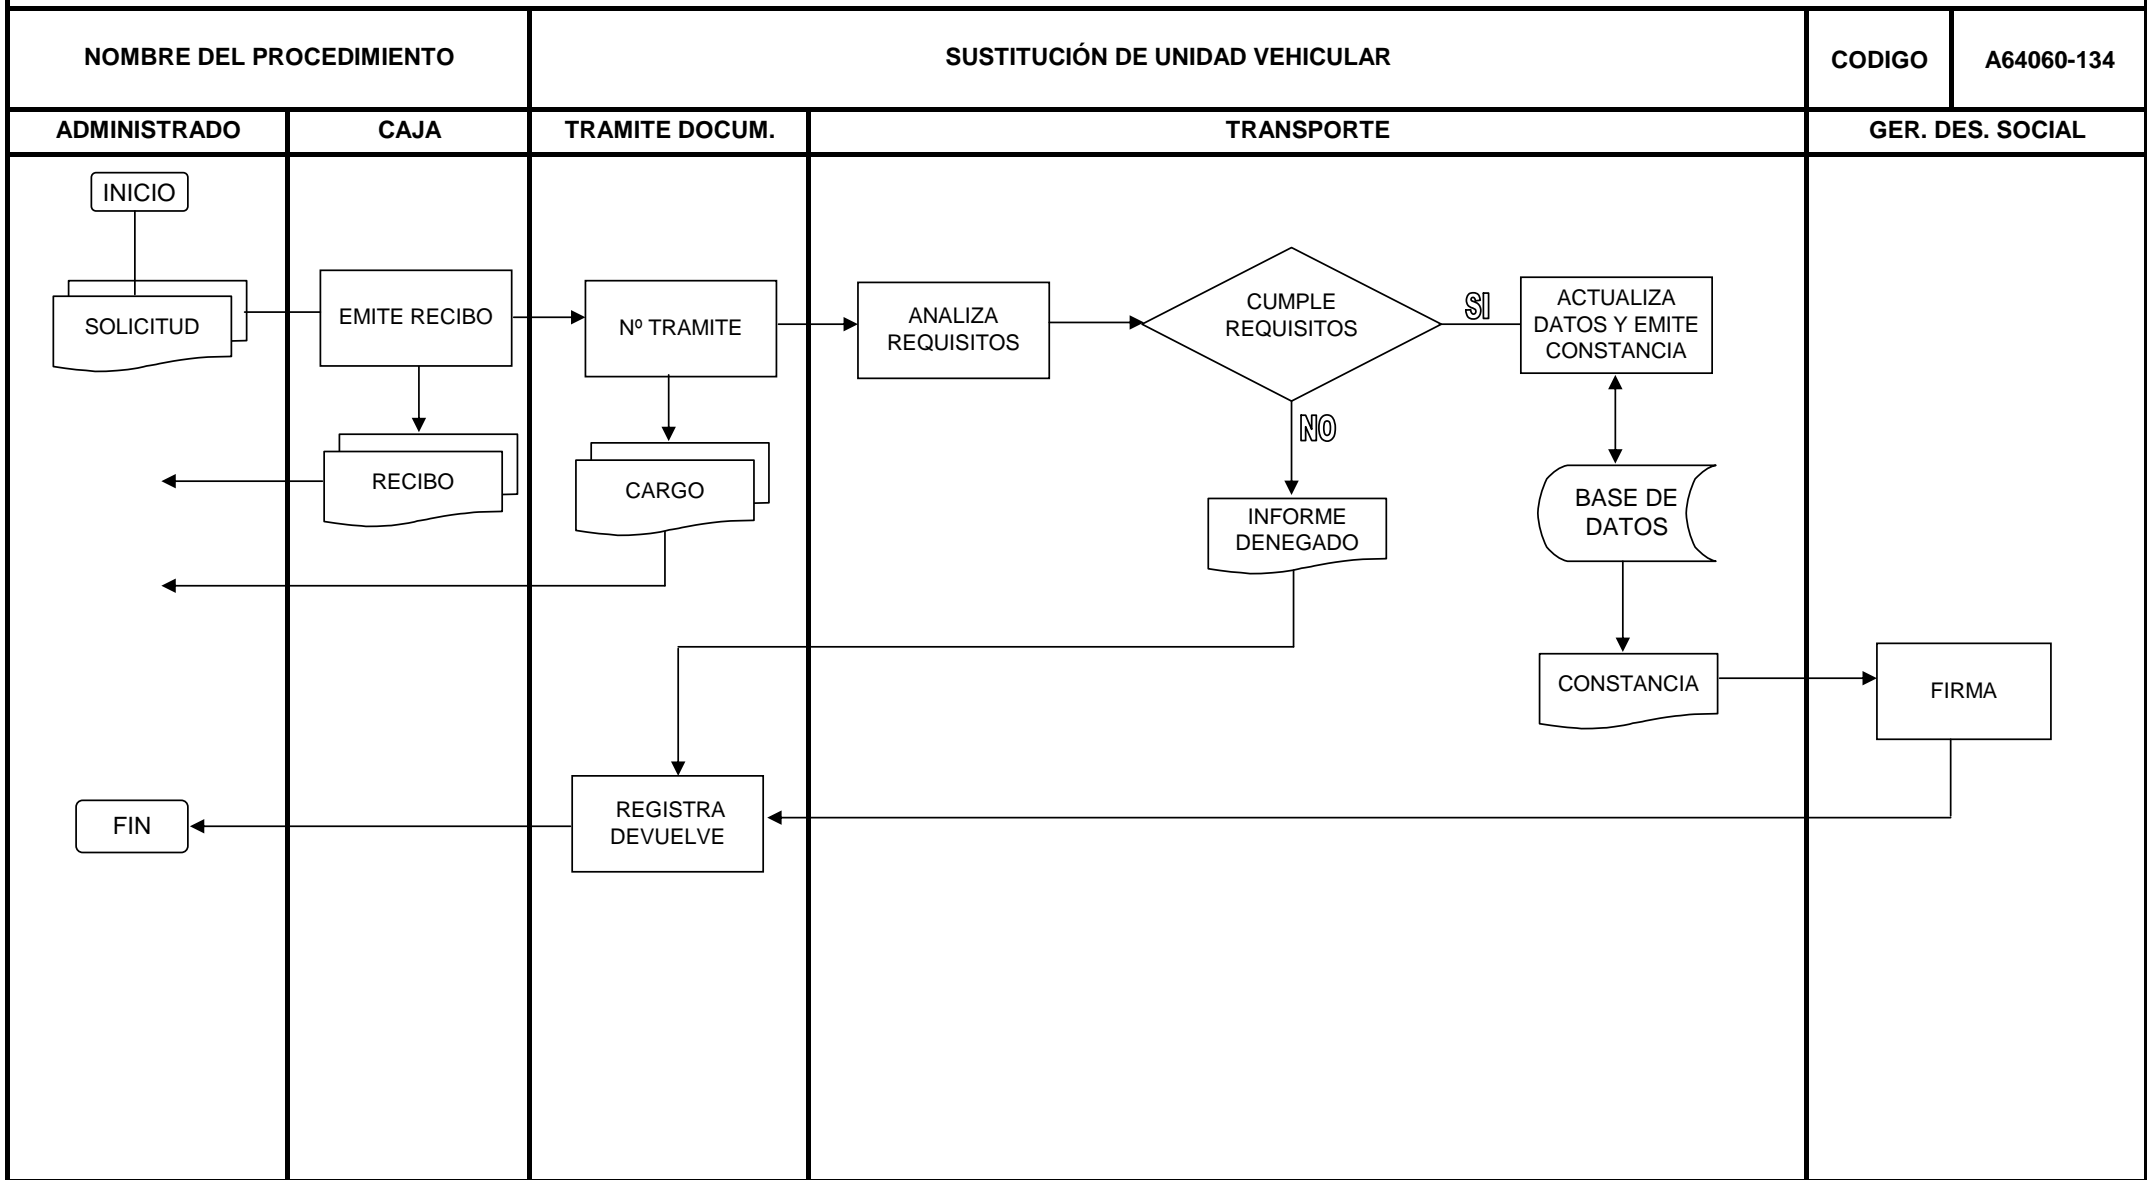 NOMBRE DEL PROCEDIMIENTO
SUSTITUCIÓN DE UNIDAD VEHICULAR
CODIGO
A64060-134
ADMINISTRADO
CAJA
TRAMITE DOCUM.
TRANSPORTE
GER. DES. SOCIAL
INICIO
SOLICITUD
EMITE RECIBO
Nº TRAMITE
ANALIZA
REQUISITOS
CUMPLE
REQUISITOS
SI
ACTUALIZA
DATOS Y EMITE
CONSTANCIA
NO
RECIBO
CARGO
INFORME
DENEGADO
BASE DE
DATOS
CONSTANCIA
FIRMA
REGISTRA
DEVUELVE
FIN